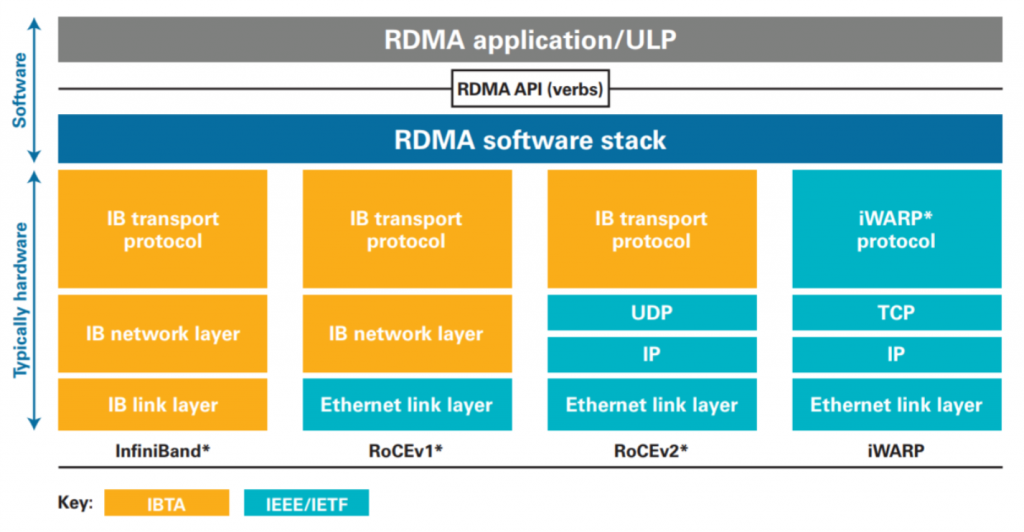 Software
RDMA application/ULP
RDMA API (verbs)
RDMA software stack
Typically hardware
IB transport
protocol
IB transport
protocol
IB transport
protocol
iWARP*
protocol
IB network layer
IB network layer
UDP
TCP
IP
IP
IB link layer
Ethernet link layer
Ethernet link layer
Ethernet link layer
InfiniBand*
RoCEv1*
RoCEv2*
iWARP
Key:
IBTA
IEEE/IETF